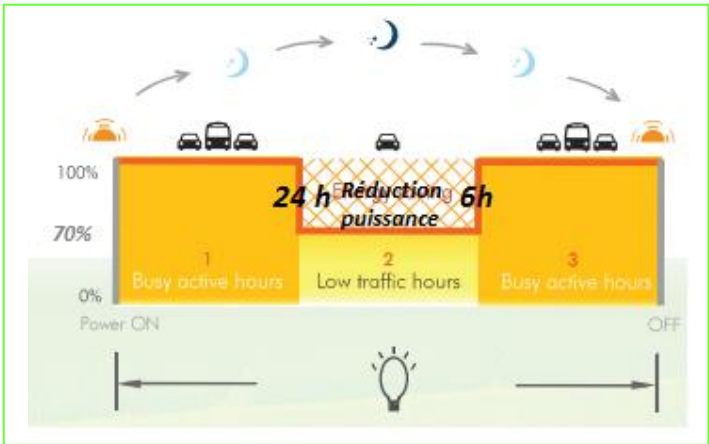 100%
24 h Réduction 6h
puissance
70%
1
Busy active hours
2
Low traffic hours
3
Busy active hours
0%
Power ON
OFF